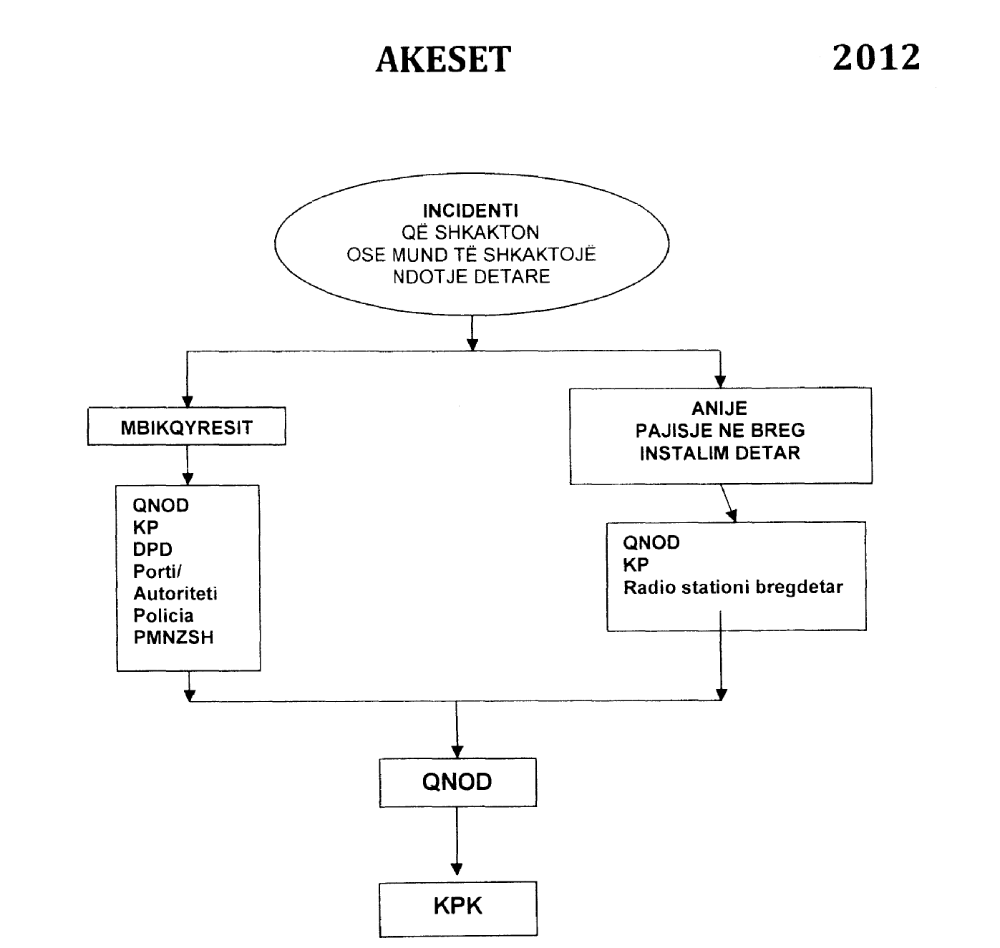 AKESET 2012
INCIDENTI
QË SHKAKTON
OSE MUND TË SHKAKTOJË
NDOTJE DETARE
MBIKQYRESIT
QNOD
KP
DPD
Porti/
Autoriteti
Policia
PMNZSH
ANIJE
PAJISJE NE BREG
INSTALIM DETAR
QNOD
KP
Radio stationi bregdetar
QNOD
KPK